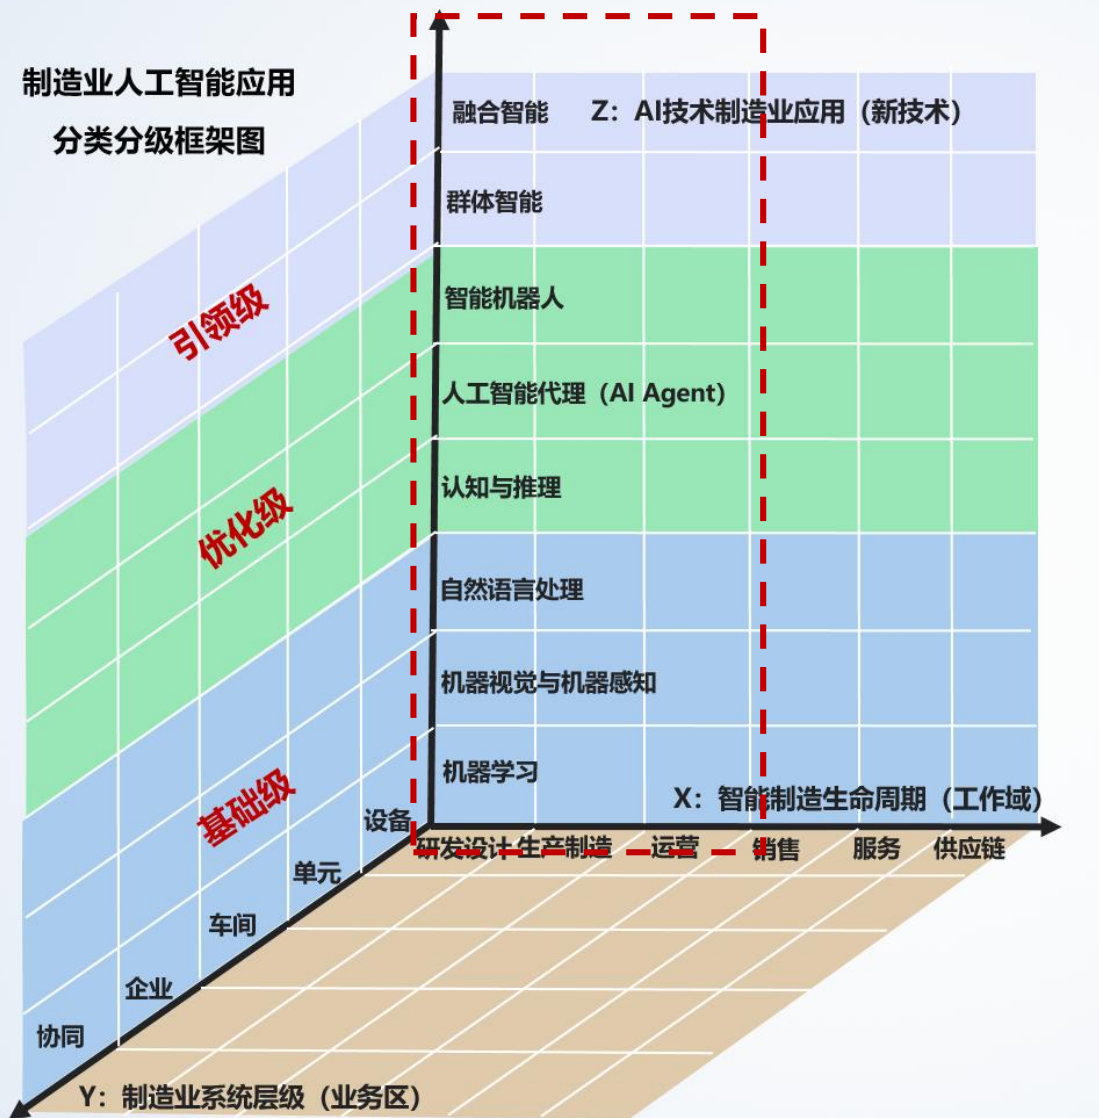 制造业人工智能应用
分类分级框架图
融合智能
Z：AI技术制造业应用（新技术）
群体智能
引领级
智能机器人
人工智能代理（AI Agent）
优化级
认知与推理
自然语言处理
机器视觉与机器感知
基础级
机器学习
X：智能制造生命周期（工作域）
设备
研发设计 生产制造 运营 销售 服务 供应链
单元
车间
企业
协同
Y：制造业系统层级（业务区）